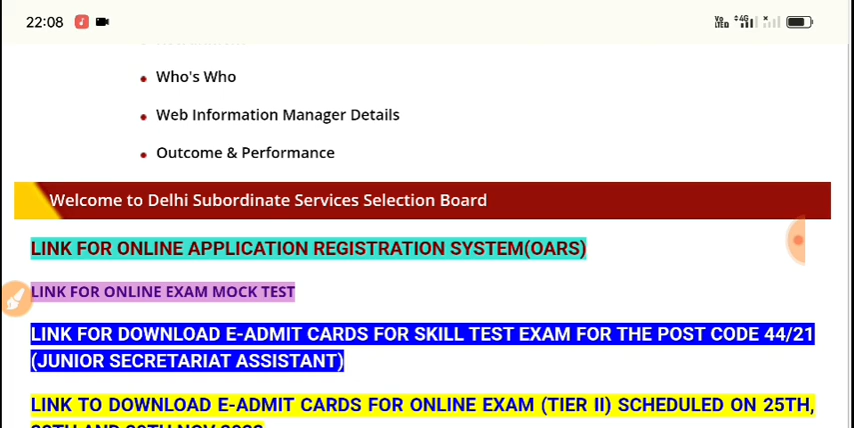 22:08
Who's Who
Web Information Manager Details
Outcome & Performance
Welcome to Delhi Subordinate Services Selection Board
LINK FOR ONLINE APPLICATION REGISTRATION SYSTEM(OARS)
LINK FOR ONLINE EXAM MOCK TEST
LINK FOR DOWNLOAD E-ADMIT CARDS FOR SKILL TEST EXAM FOR THE POST CODE 44/21
(JUNIOR SECRETARIAT ASSISTANT)
LINK TO DOWNLOAD E-ADMIT CARDS FOR ONLINE EXAM (TIER II) SCHEDULED ON 25TH,